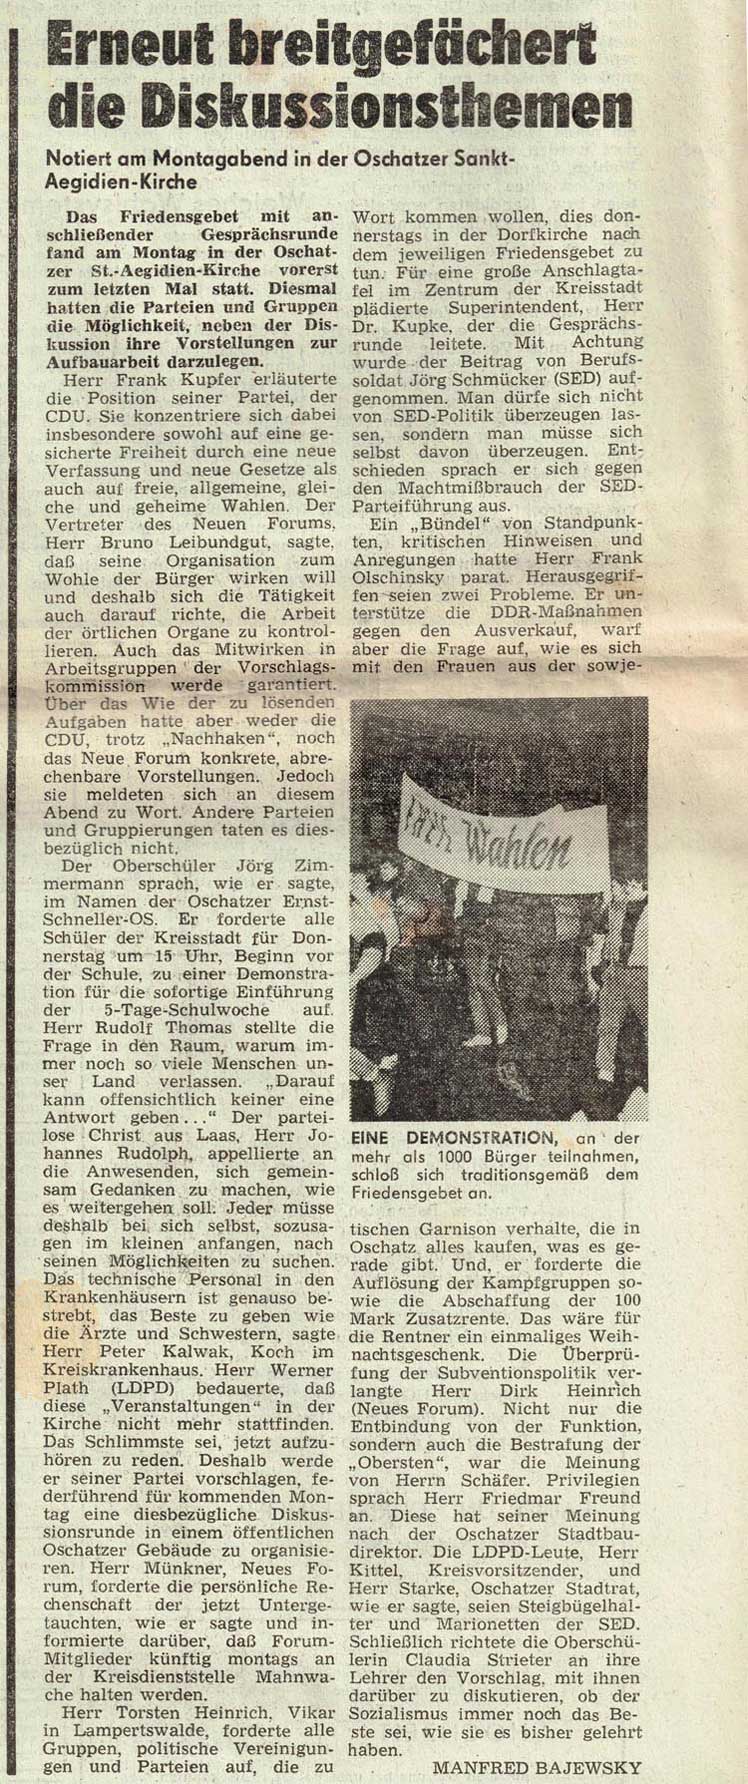 Erneut breitgefächert
die Diskussionsthemen
Notiert am Montagabend in der Oschatzer Sankt-
Aegidien-Kirche
Das Friedensgebet mit an-
schließender Gesprächsrunde
fand am Montag in der Oschat-
zer St.-Aegidien-Kirche vorerst
zum letzten Mal statt. Diesmal
hatten die Parteien und Gruppen
die Möglichkeit, neben der Dis-
kussion ihre Vorstellungen zur
Aufbauarbeit darzulegen.
Herr Frank Kupfer erläuterte
die Position seiner Partei, der
CDU. Sie konzentriere sich dabei
insbesondere sowohl auf eine ge-
sicherte Freiheit durch eine neue
Verfassung und neue Gesetze als
auch auf freie, allgemeine, glei-
che und geheime Wahlen. Der
Vertreter des Neuen Forums,
Herr Bruno Leibundgut, sagte,
daß seine Organisation zum
Wohle der Bürger wirken will
und deshalb sich die Tätigkeit
auch darauf richte, die Arbeit
der örtlichen Organe zu kontrol-
lieren. Auch das Mitwirken in
Arbeitsgruppen der Vorschlags-
kommission werde garantiert.
Über das Wie der zu lösenden
Aufgaben hatte aber weder die
CDU, trotz „Nachhaken“, noch
das Neue Forum konkrete, abre-
chenbare Vorstellungen. Jedoch
sie meldeten sich an diesem
Abend zu Wort. Andere Parteien
und Gruppierungen taten es dies-
bezüglich nicht.
Der Oberschüler Jörg Zim-
mermann sprach, wie er sagte,
im Namen der Oschatzer Ernst-
Schneller-OS. Er forderte alle
Schüler der Kreisstadt für Don-
nerstag um 15 Uhr, Beginn vor
der Schule, zu einer Demonstra-
tion für die sofortige Einführung
der 5-Tage-Schulwoche auf.
Herr Rudolf Thomas stellte die
Frage in den Raum, warum im-
mer noch so viele Menschen un-
ser Land verlassen. „Darauf
kann offensichtlich keiner eine
Antwort geben...“ Der partei-
lose Christ aus Laas, Herr Jo-
hannes Rudolph, appellierte an
die Anwesenden, sich gemein-
sam Gedanken zu machen, wie
es weitergehen soll. Jeder müsse
deshalb bei sich selbst, sozusa-
gen im kleinen anfangen, nach
seinen Möglichkeiten zu suchen.
Das technische Personal in den
Krankenhäusern ist genauso be-
strebt, das Beste zu geben wie
die Ärzte und Schwestern, sagte
Herr Peter Kalwak, Koch im
Kreiskrankenhaus. Herr Werner
Plath (LDPD) bedauerte, daß
diese „Veranstaltungen“ in der
Kirche nicht mehr stattfinden.
Das Schlimmste sei, jetzt aufzu-
hören zu reden. Deshalb werde
er seiner Partei vorschlagen, fe-
derführend für kommenden Mon-
tag eine diesbezügliche Diskus-
sionsrunde in einem öffentlichen
Oschatzer Gebäude zu organisie-
ren. Herr Münkner, Neues Fo-
rum, forderte die persönliche Re-
chenschaft der jetzt Unterge-
tauchten, wie er sagte und in-
formierte darüber, daß Forum-
Mitglieder künftig montags an
der Kreisdienststelle Mahnwa-
che halten werden.
Herr Torsten Heinrich, Vikar
in Lampertswalde, forderte alle
Gruppen, politische Vereinigun-
gen und Parteien auf, die zu
Wort kommen wollen, dies don-
nerstags in der Dorfkirche nach
dem jeweiligen Friedensgebet zu
tun. Für eine große Anschlagta-
fel im Zentrum der Kreisstadt
plädierte Superintendent, Herr
Dr. Kupke, der die Gesprächs-
runde leitete. Mit Achtung
wurde der Beitrag von Berufs-
soldat Jörg Schmücker (SED) auf-
genommen. Man dürfe sich nicht
von SED-Politik überzeugen las-
sen, sondern man müsse sich
selbst davon überzeugen. Ent-
schieden sprach er sich gegen
den Machtmißbrauch der SED-
Parteiführung aus.
Ein „Bündel“ von Standpunk-
ten, kritischen Hinweisen und
Anregungen hatte Herr Frank
Olschinsky parat. Herausgegrif-
fen seien zwei Probleme. Er un-
terstütze die DDR-Maßnahmen
gegen den Ausverkauf, warf
aber die Frage auf, wie es sich
mit den Frauen aus der sowje-
Freie Wahlen
EINE DEMONSTRATION, an der
mehr als 1000 Bürger teilnahmen,
schloß sich traditionsgemäß dem
Friedensgebet an.
tischen Garnison verhalte, die in
Oschatz alles kaufen, was es ge-
rade gibt. Und, er forderte die
Auflösung der Kampfgruppen so-
wie die Abschaffung der 100
Mark Zusatzrente. Das wäre für
die Rentner ein einmaliges Weih-
nachtsgeschenk. Die Überprü-
fung der Subventionspolitik ver-
langte Herr Dirk Heinrich
(Neues Forum). Nicht nur die
Entbindung von der Funktion,
sondern auch die Bestrafung der
„Obersten“, war die Meinung
von Herrn Schäfer. Privilegien
sprach Herr Friedmar Freund
an. Diese hat seiner Meinung
nach der Oschatzer Stadtbau-
direktor. Die LDPD-Leute, Herr
Kittel, Kreisvorsitzender, und
Herr Starke, Oschatzer Stadtrat,
wie er sagte, seien Steigbügelhal-
ter und Marionetten der SED.
Schließlich richtete die Oberschü-
lerin Claudia Strieter an ihre
Lehrer den Vorschlag, mit ihnen
darüber zu diskutieren, ob der
Sozialismus immer noch das Be-
ste sei, wie sie es bisher gelehrt
haben.
MANFRED BAJEWSKY